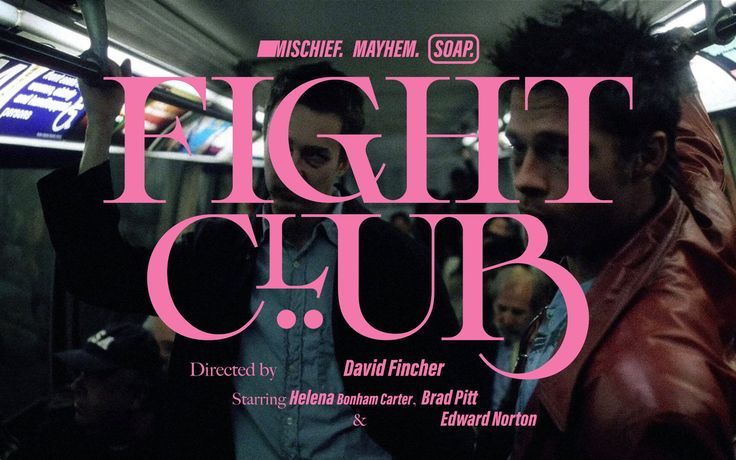 MISCHIEF. MAYHEM. SOAP.
FIGHT
CLUB
Directed by David Fincher
Starring Helena Bonham Carter, Brad Pitt
& Edward Norton